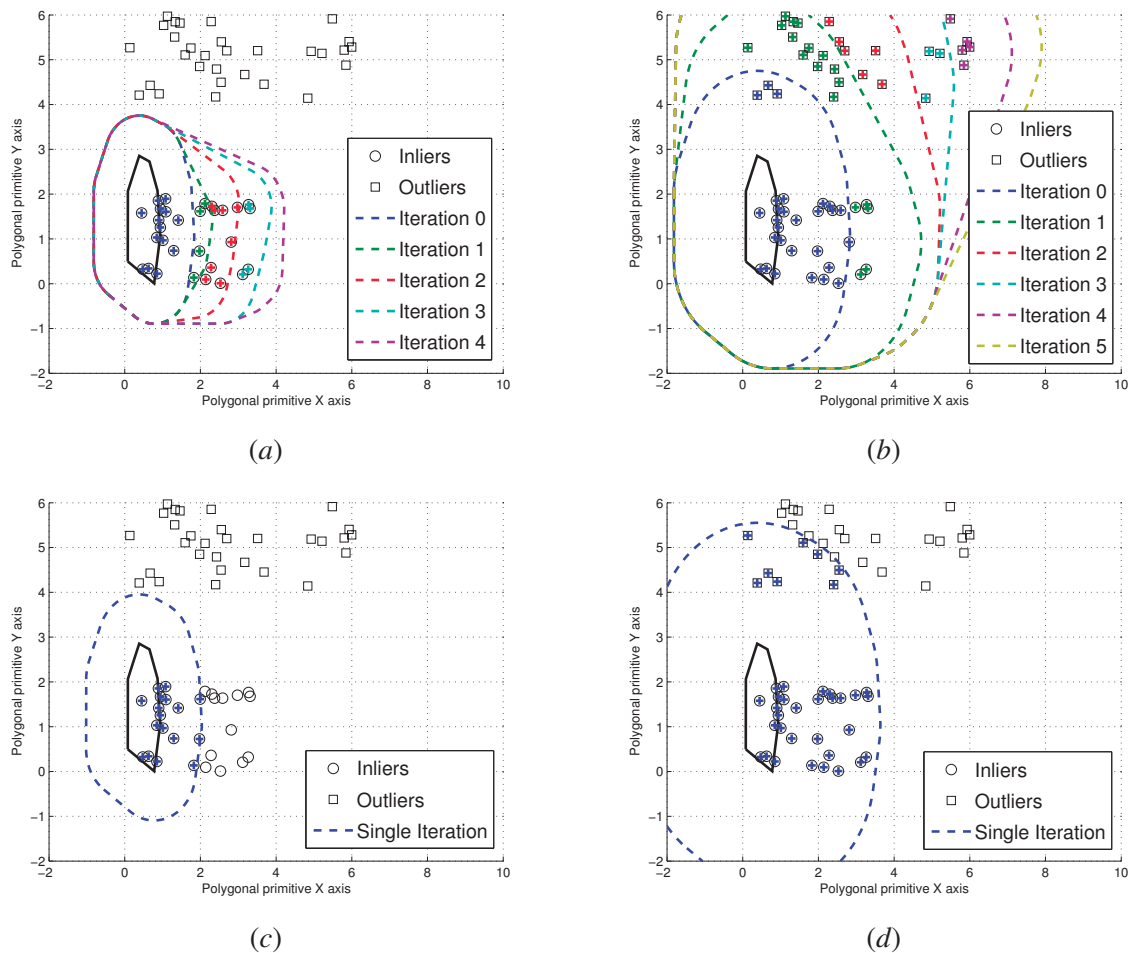 6
5
4
3
2
1
0
−1
−2
−2 0 2 4 6 8 10
Polygonal primitive Y axis
Polygonal primitive X axis
Inliers
Outliers
Iteration 0
Iteration 1
Iteration 2
Iteration 3
Iteration 4
(a)
6
5
4
3
2
1
0
−1
−2
−2 0 2 4 6 8 10
Polygonal primitive Y axis
Polygonal primitive X axis
Inliers
Outliers
Iteration 0
Iteration 1
Iteration 2
Iteration 3
Iteration 4
Iteration 5
(b)
6
5
4
3
2
1
0
−1
−2
−2 0 2 4 6 8 10
Polygonal primitive Y axis
Polygonal primitive X axis
Inliers
Outliers
Single Iteration
(c)
6
5
4
3
2
1
0
−1
−2
−2 0 2 4 6 8 10
Polygonal primitive Y axis
Polygonal primitive X axis
Inliers
Outliers
Single Iteration
(d)